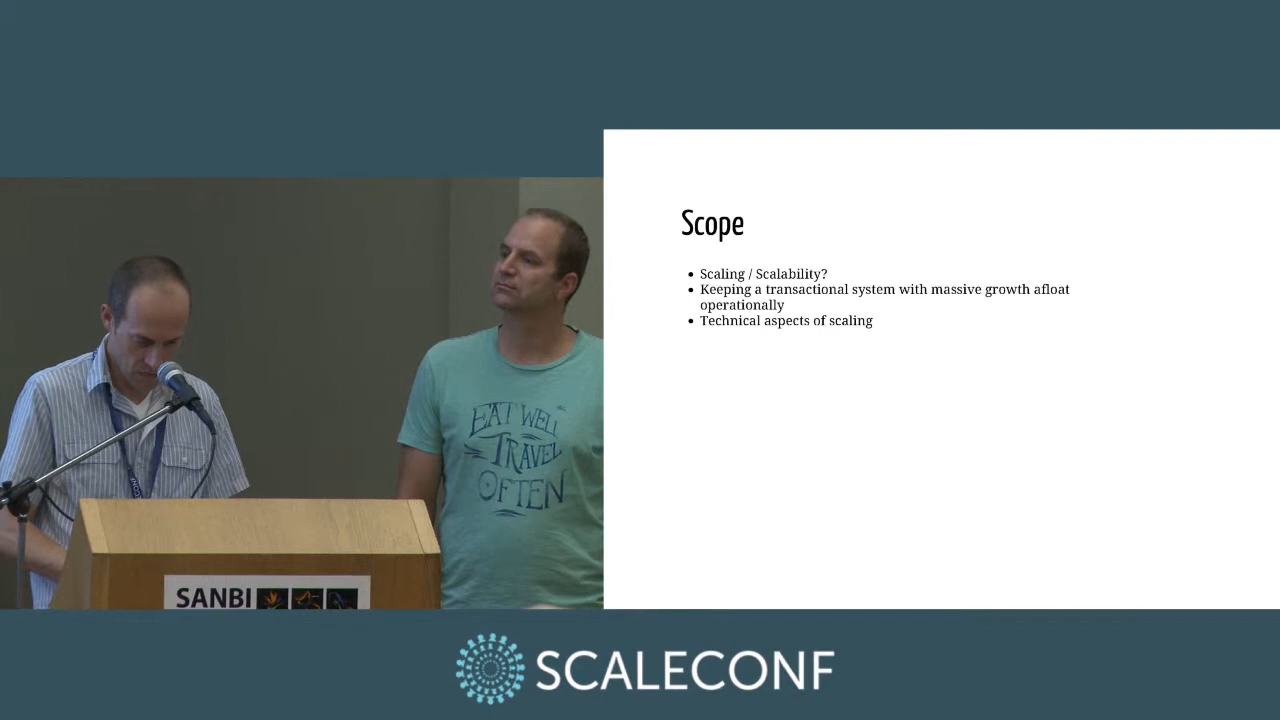 Scope
Scaling / Scalability?
Keeping a transactional system with massive growth afloat
operationally
Technical aspects of scaling
EAT WELL
TRAVEL
OFTEN
SANBI
SCALECONF